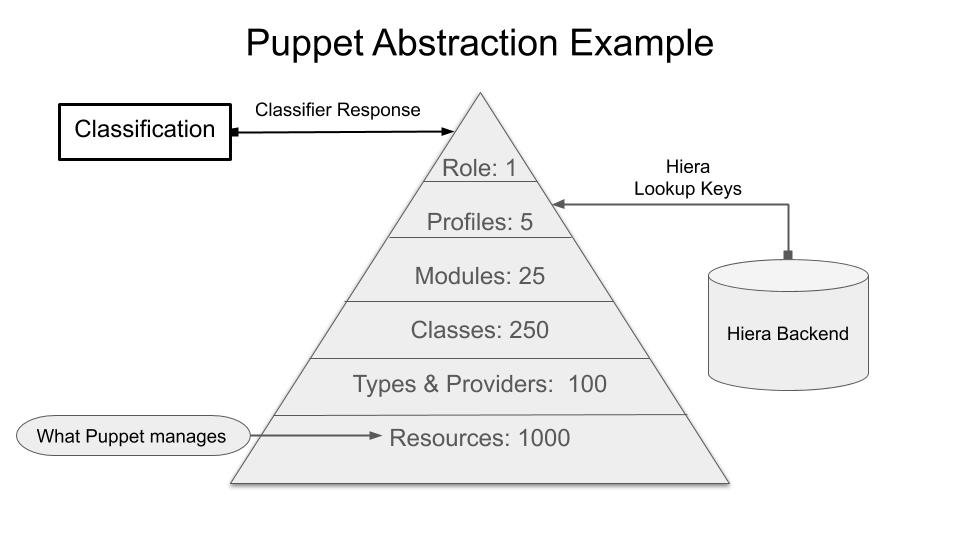 Puppet Abstraction Example
Classification
Classifier Response
Role: 1
Hiera
Lookup Keys
Profiles: 5
Modules: 25
Classes: 250
Hiera Backend
Types & Providers:  100
What Puppet manages
Resources: 1000